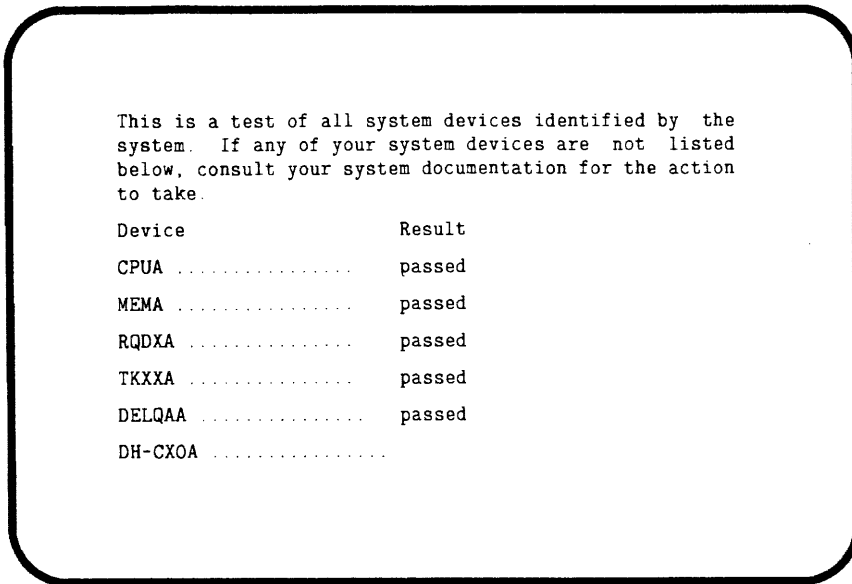 This is a test of all system devices identified by the
system. If any of your system devices are not listed
below, consult your system documentation for the action
to take.
Device Result
CPUA ................ passed
MEMA ................ passed
RQDXA ............... passed
TKXXA ............... passed
DELQAA ............... passed
DH-CXOA ................